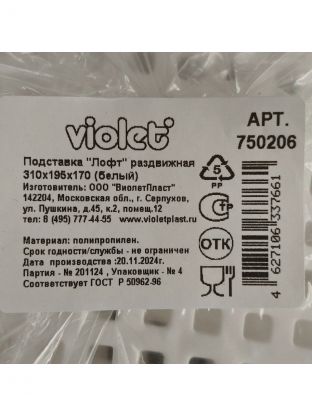 violet
АРТ.
750206
Подставка "Лофт" раздвижная
310х195х170 (белый)
Изготовитель: ООО "ВиолетПласт"
142204, Московская обл., г. Серпухов,
ул. Пушкина, д.45, к.2, помещ.12
тел: 8 (495) 777-44-55 www.violetplast.ru
Материал: полипропилен.
Срок годности/службы - не ограничен
Дата производства :20.11.2024г.
Партия - № 201124 , Упаковщик - № 4
Соответствует ГОСТ Р 50962-96
5
PP
ОТК
4 627106 337661